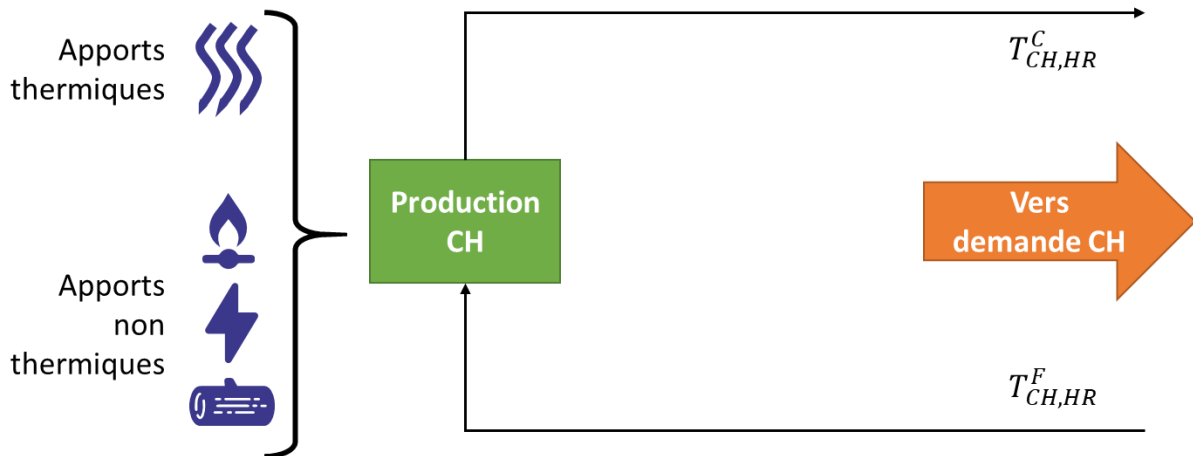 Apports
thermiques
T^C_{CH,HR}
Production
CH
Vers
demande CH
Apports
non
thermiques
T^F_{CH,HR}